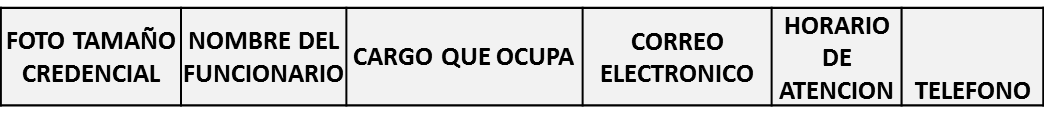 FOTO TAMAÑO
CREDENCIAL
NOMBRE DEL
FUNCIONARIO
CARGO QUE OCUPA
CORREO
ELECTRONICO
HORARIO
DE
ATENCION
TELEFONO